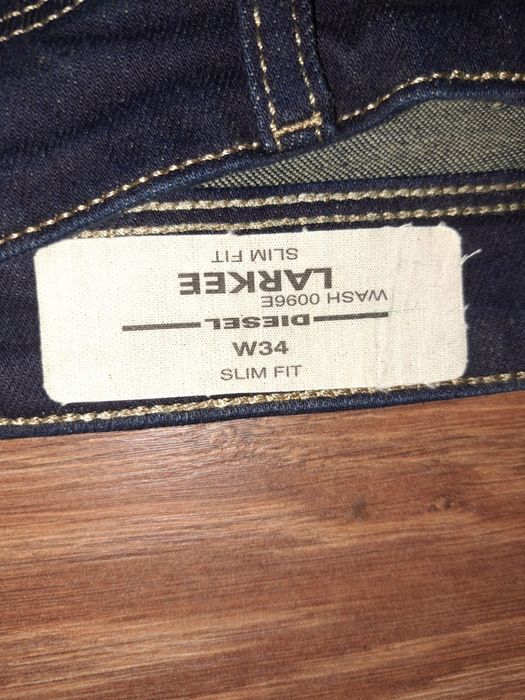 SLIM FIT
LARKEE
WASH 0096E
DIESEL
W34
SLIM FIT